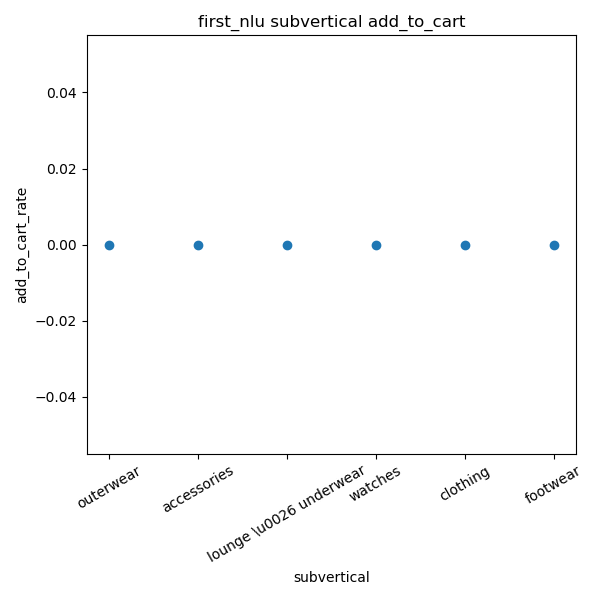 first_nlu subvertical add_to_cart
add_to_cart_rate
0.04
0.02
0.00
−0.02
−0.04
outerwear
accessories
lounge \u0026 underwear
watches
clothing
footwear
subvertical